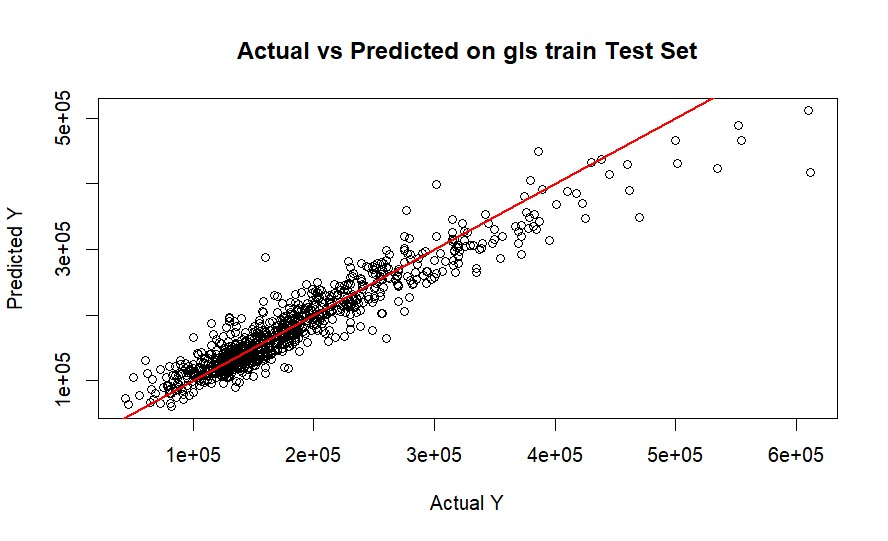 Actual vs Predicted on gls train Test Set
Predicted Y
5e+05
3e+05
1e+05
1e+05 2e+05 3e+05 4e+05 5e+05 6e+05
Actual Y